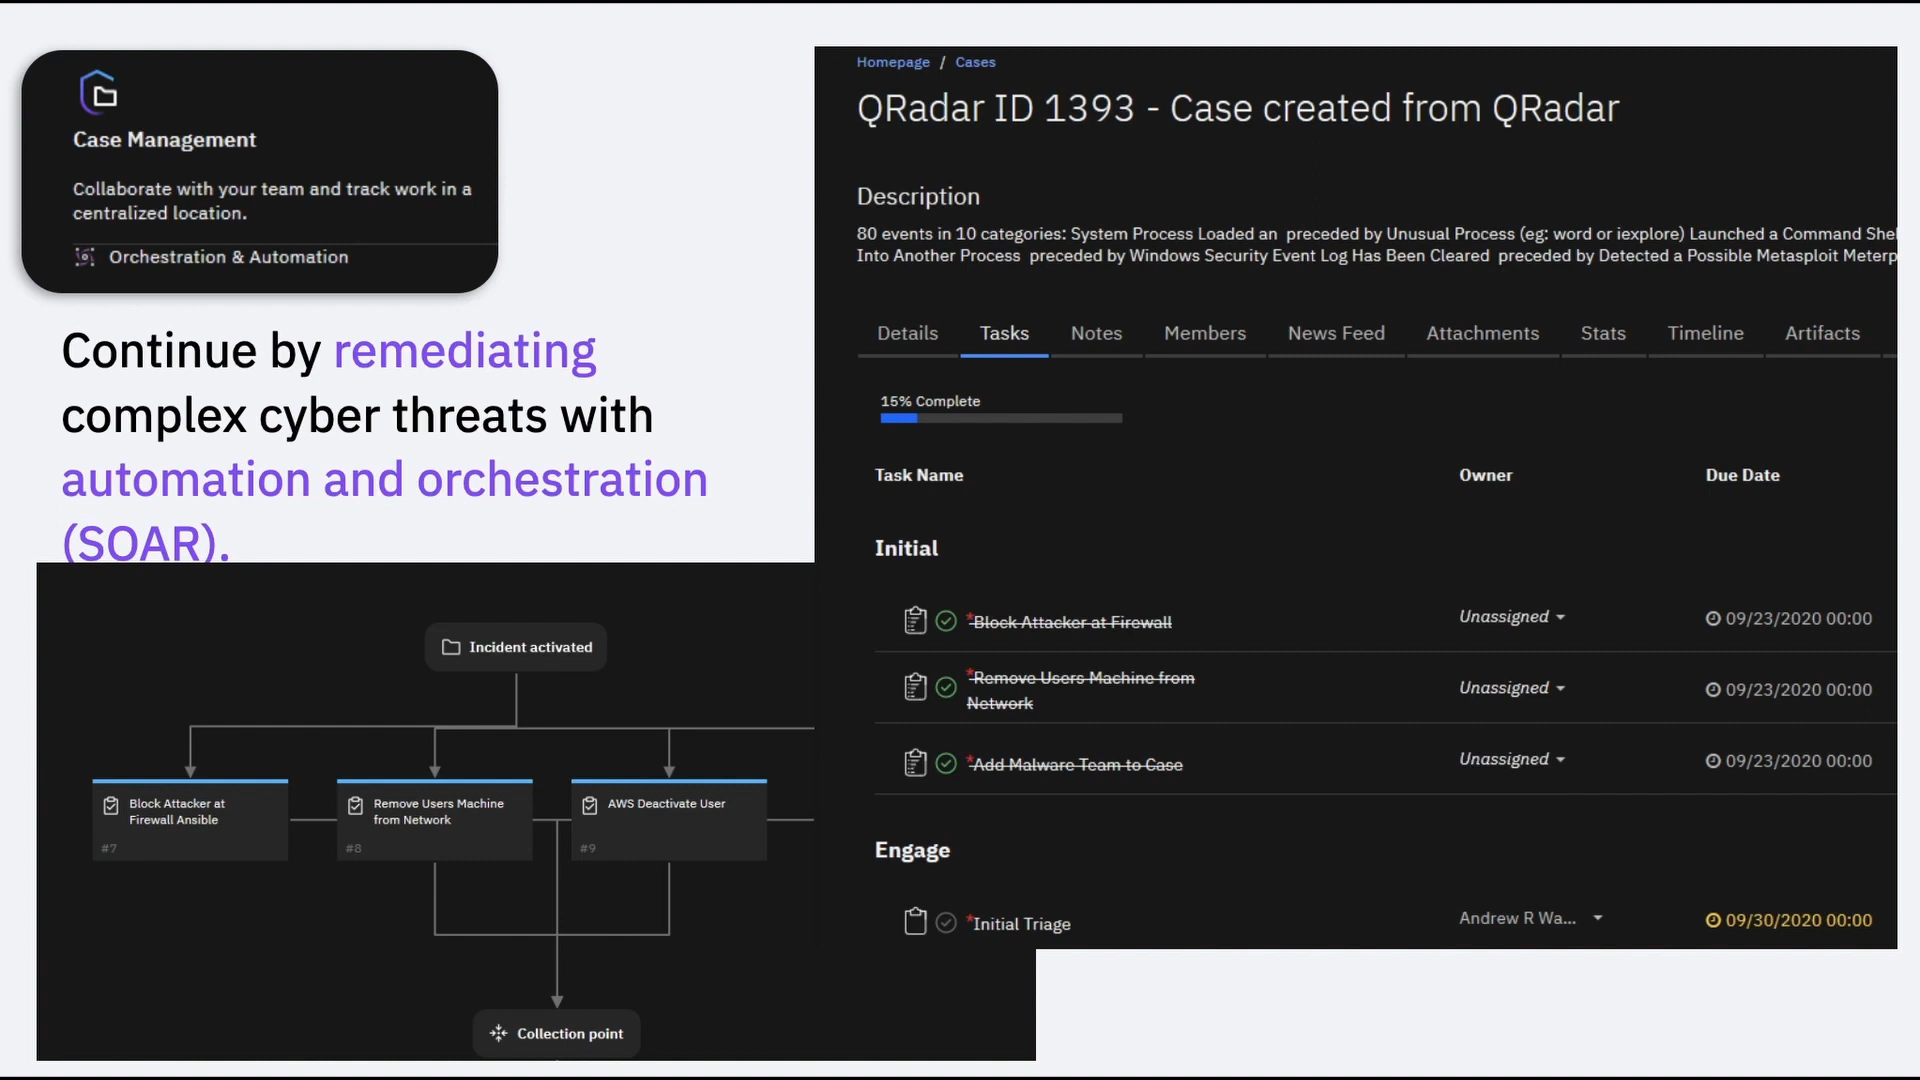 Case Management
Collaborate with your team and track work in a
centralized location.
Orchestration & Automation
Continue by remediating
complex cyber threats with
automation and orchestration
(SOAR).
Incident activated
Block Attacker at
Firewall Ansible
#7
Remove Users Machine
from Network
#8
AWS Deactivate User
#9
Collection point
Homepage / Cases
QRadar ID 1393 - Case created from QRadar
Description
80 events in 10 categories: System Process Loaded an preceded by Unusual Process (eg: word or iexplore) Launched a Command Shel
Into Another Process preceded by Windows Security Event Log Has Been Cleared preceded by Detected a Possible Metasploit Meterp
Details Tasks Notes Members News Feed Attachments Stats Timeline Artifacts
15% Complete
Task Name Owner Due Date
Initial
*Block Attacker at Firewall Unassigned 09/23/2020 00:00
*Remove Users Machine from
Network Unassigned 09/23/2020 00:00
*Add Malware Team to Case Unassigned 09/23/2020 00:00
Engage
*Initial Triage Andrew R Wa... 09/30/2020 00:00